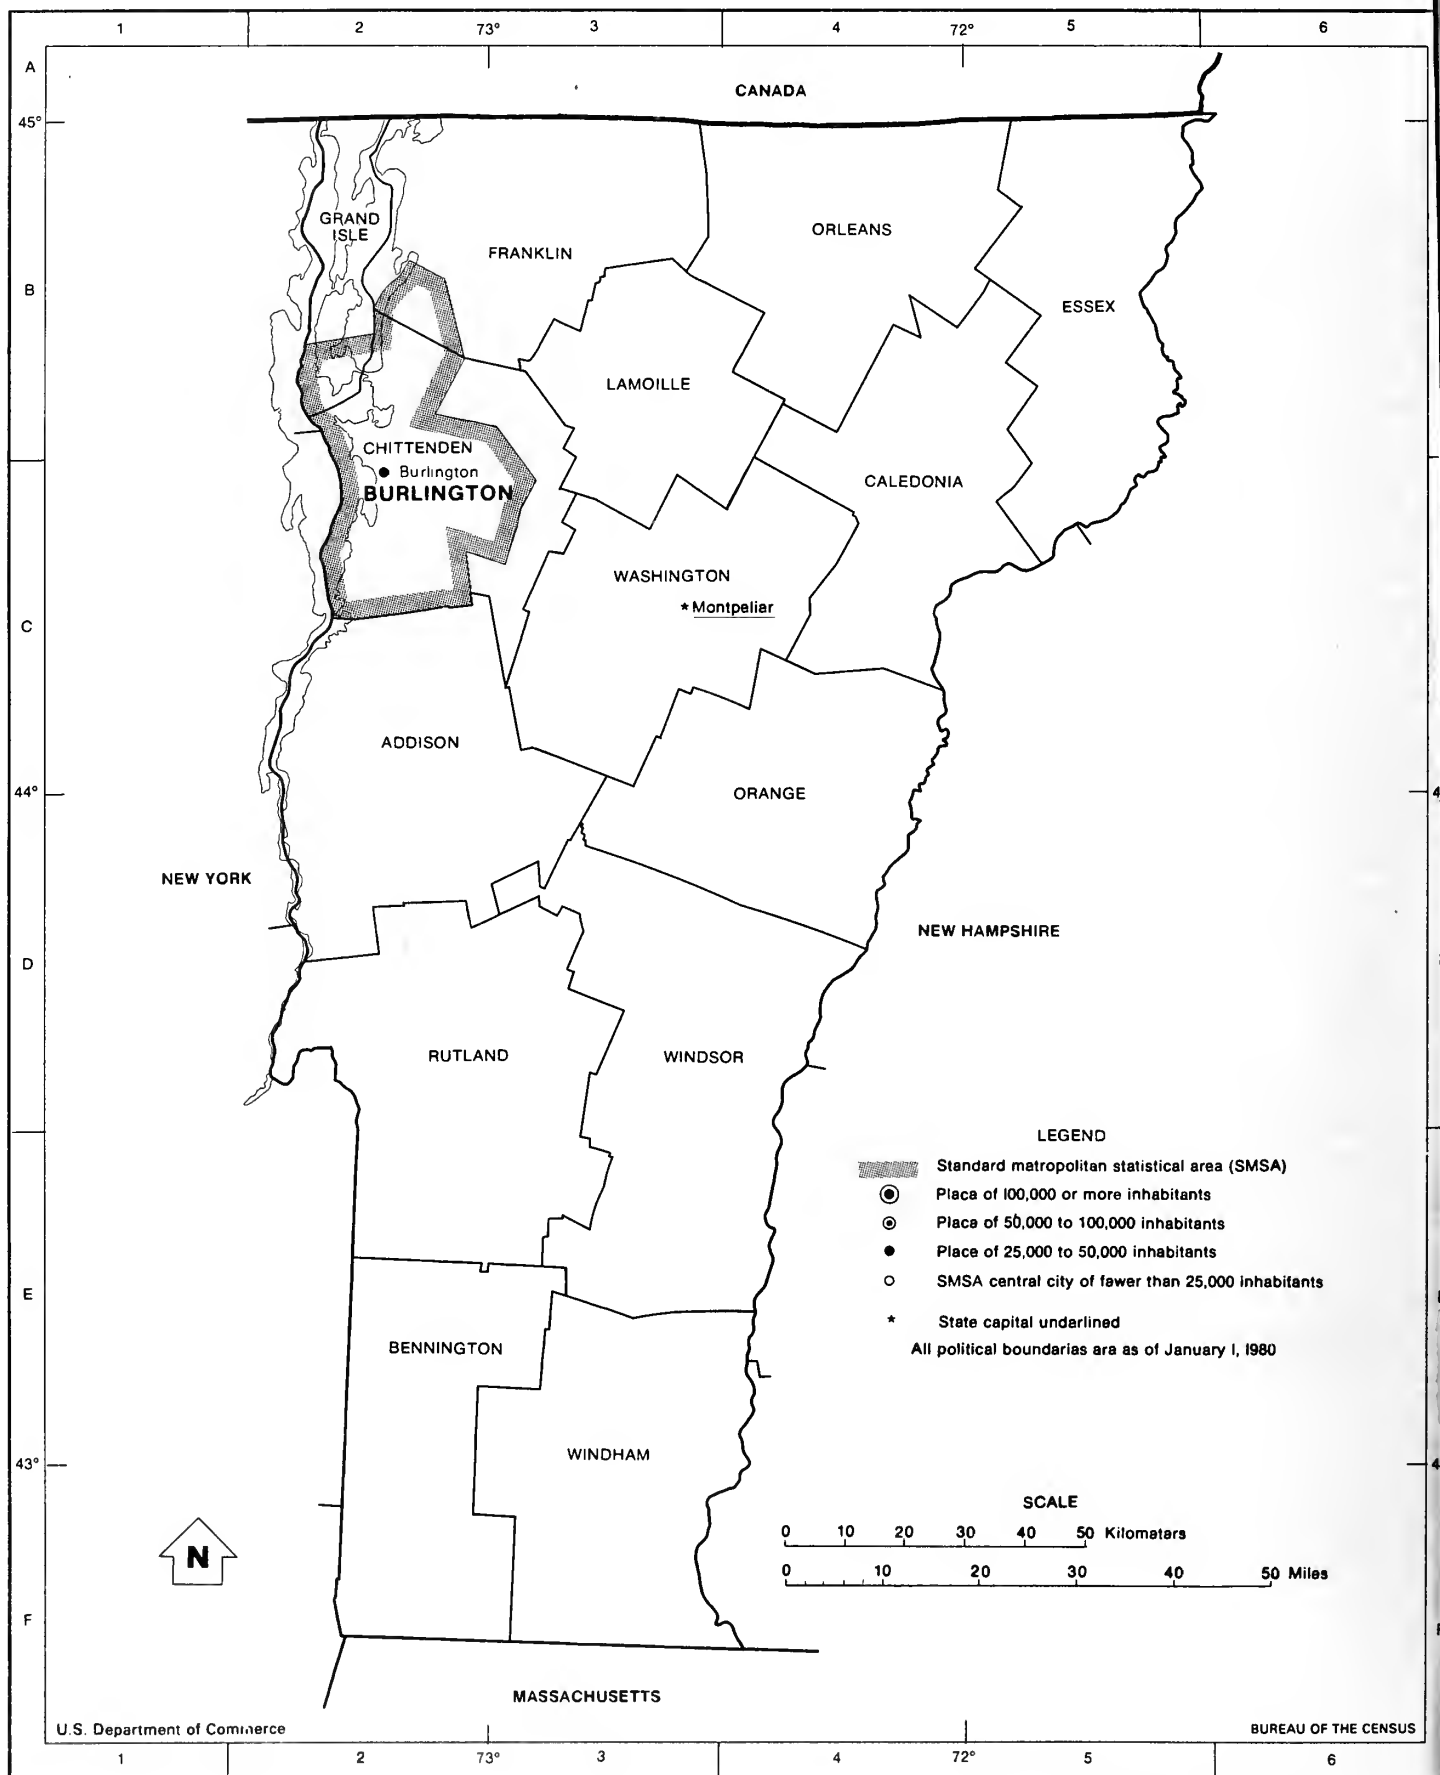 1 2 73° 3 4 72° 5 6
A
CANADA
45°
GRAND
ISLE
FRANKLIN
ORLEANS
B
ESSEX
LAMOILLE
CHITTENDEN
Burlington
BURLINGTON
CALEDONIA
WASHINGTON
* Montpelier
C
ADDISON
44°
4
ORANGE
NEW YORK
NEW HAMPSHIRE
D
RUTLAND
WINDSOR
LEGEND
Standard metropolitan statistical area (SMSA)
Place of 100,000 or more inhabitants
Place of 50,000 to 100,000 inhabitants
Place of 25,000 to 50,000 inhabitants
E
SMSA central city of fewer than 25,000 inhabitants
* State capital underlined
All political boundaries are as of January 1, 1980
BENNINGTON
WINDHAM
43°
4
SCALE
0 10 20 30 40 50 Kilometers
N
0 10 20 30 40 50 Miles
F
MASSACHUSETTS
U.S. Department of Commerce
BUREAU OF THE CENSUS
1 2 73° 3 4 72° 5 6